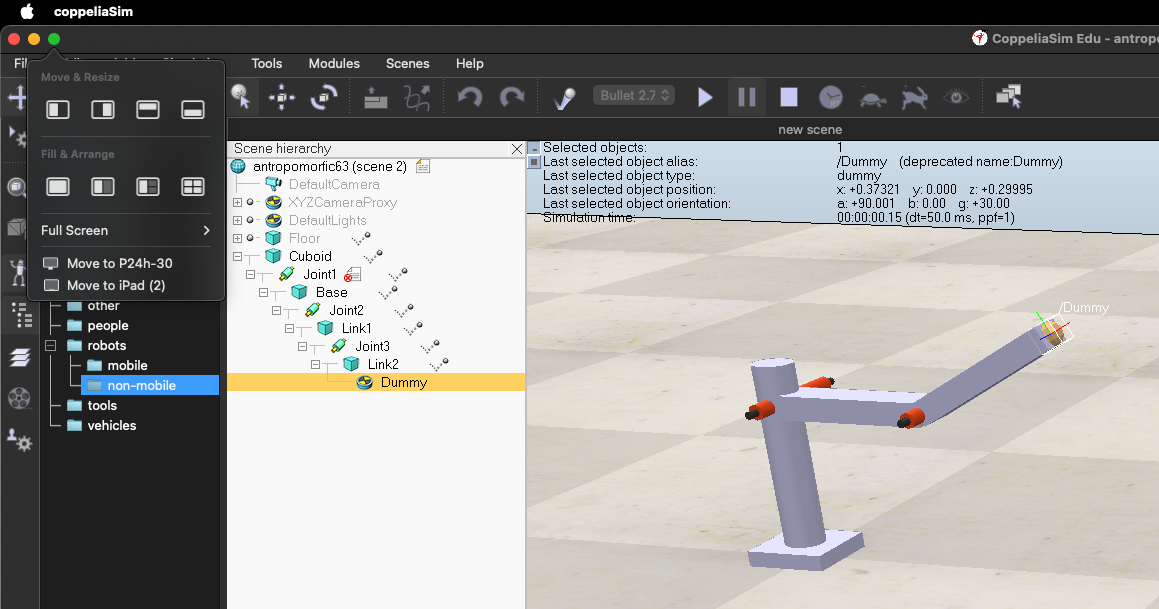 coppeliaSim
CoppeliaSim Edu - antropo
Tools Modules Scenes Help
Move & Resize
Fill & Arrange
Full Screen
Move to P24h-30
Move to iPad (2)
Bullet 2.7
RT
new scene
other
people
robots
mobile
non-mobile
tools
vehicles
Scene hierarchy
antropomorfic63 (scene 2)
DefaultCamera
XYZCameraProxy
DefaultLights
Floor
Cuboid
Joint1
Base
Joint2
Link1
Joint3
Link2
Dummy
Selected objects: 1
Last selected object alias: /Dummy (deprecated name:Dummy)
Last selected object type: dummy
Last selected object position: x: +0.37321 y: 0.000 z: +0.29995
Last selected object orientation: a: +90.001 b: 0.00 g: +30.00
Simulation time: 00:00:00.15 (dt=50.0 ms, ppf=1)
/Dummy